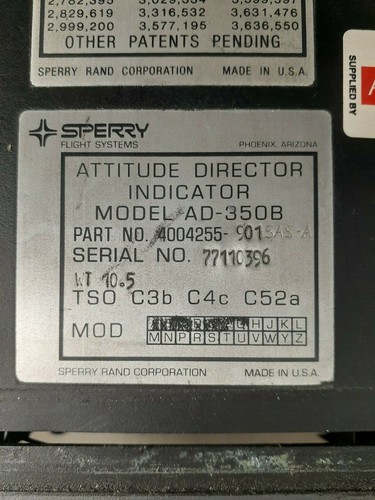 2,829,619 3,316,532 3,631,476
2,999,200 3,577,195 3,636,550
OTHER PATENTS PENDING
SPERRY RAND CORPORATION MADE IN U.S.A.
SUPPLIED BY
SPERRY
FLIGHT SYSTEMS
PHOENIX, ARIZONA
ATTITUDE DIRECTOR
INDICATOR
MODEL AD-350B
PART NO. 4004255-901 SAS-A
SERIAL NO. 77110396
WT 10.5
TSO C3b C4c C52a
MOD
H J K L
M N P R S T U V W Y Z
SPERRY RAND CORPORATION MADE IN U.S.A.